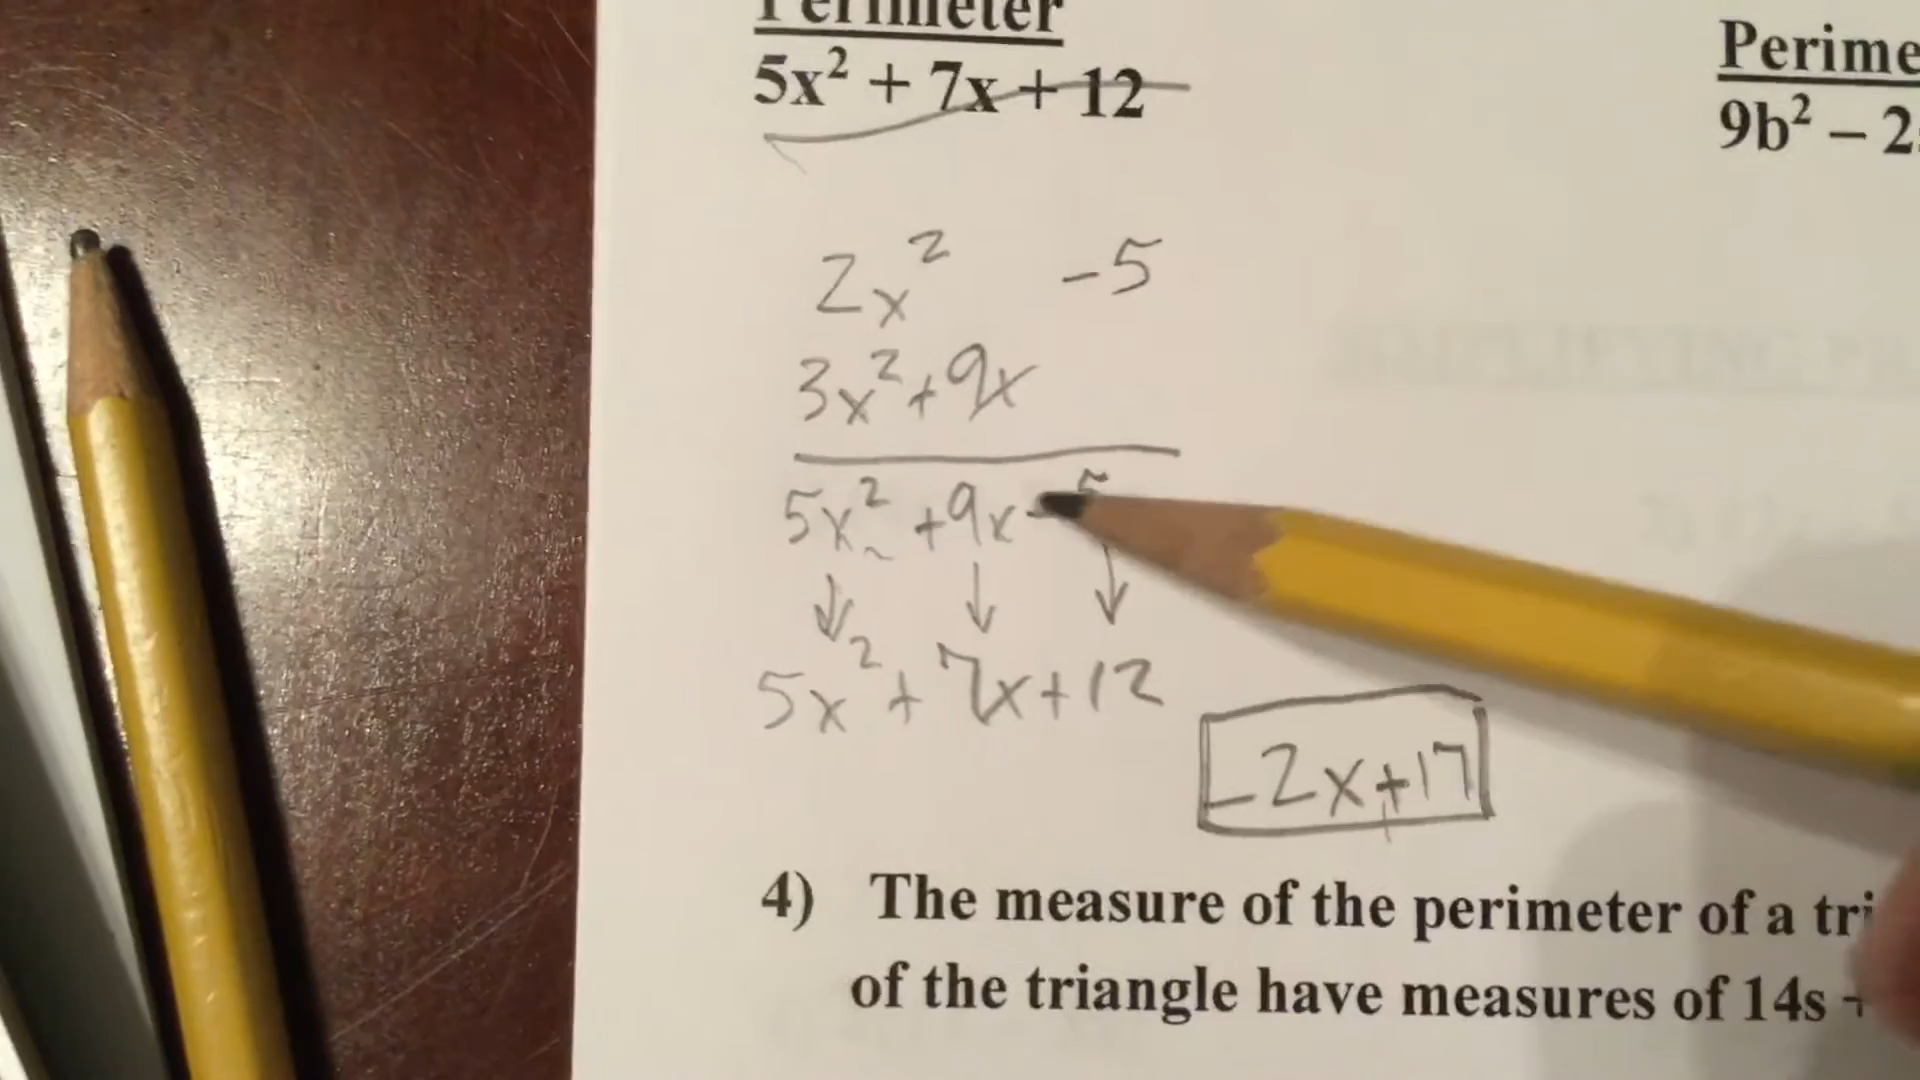 Perimeter
5x² + 7x + 12
Perime
9b² – 2
2x² -5
3x²+9x
5x² +9x-5
5x²+7x+12
-2x+17
4) The measure of the perimeter of a tri
of the triangle have measures of 14s